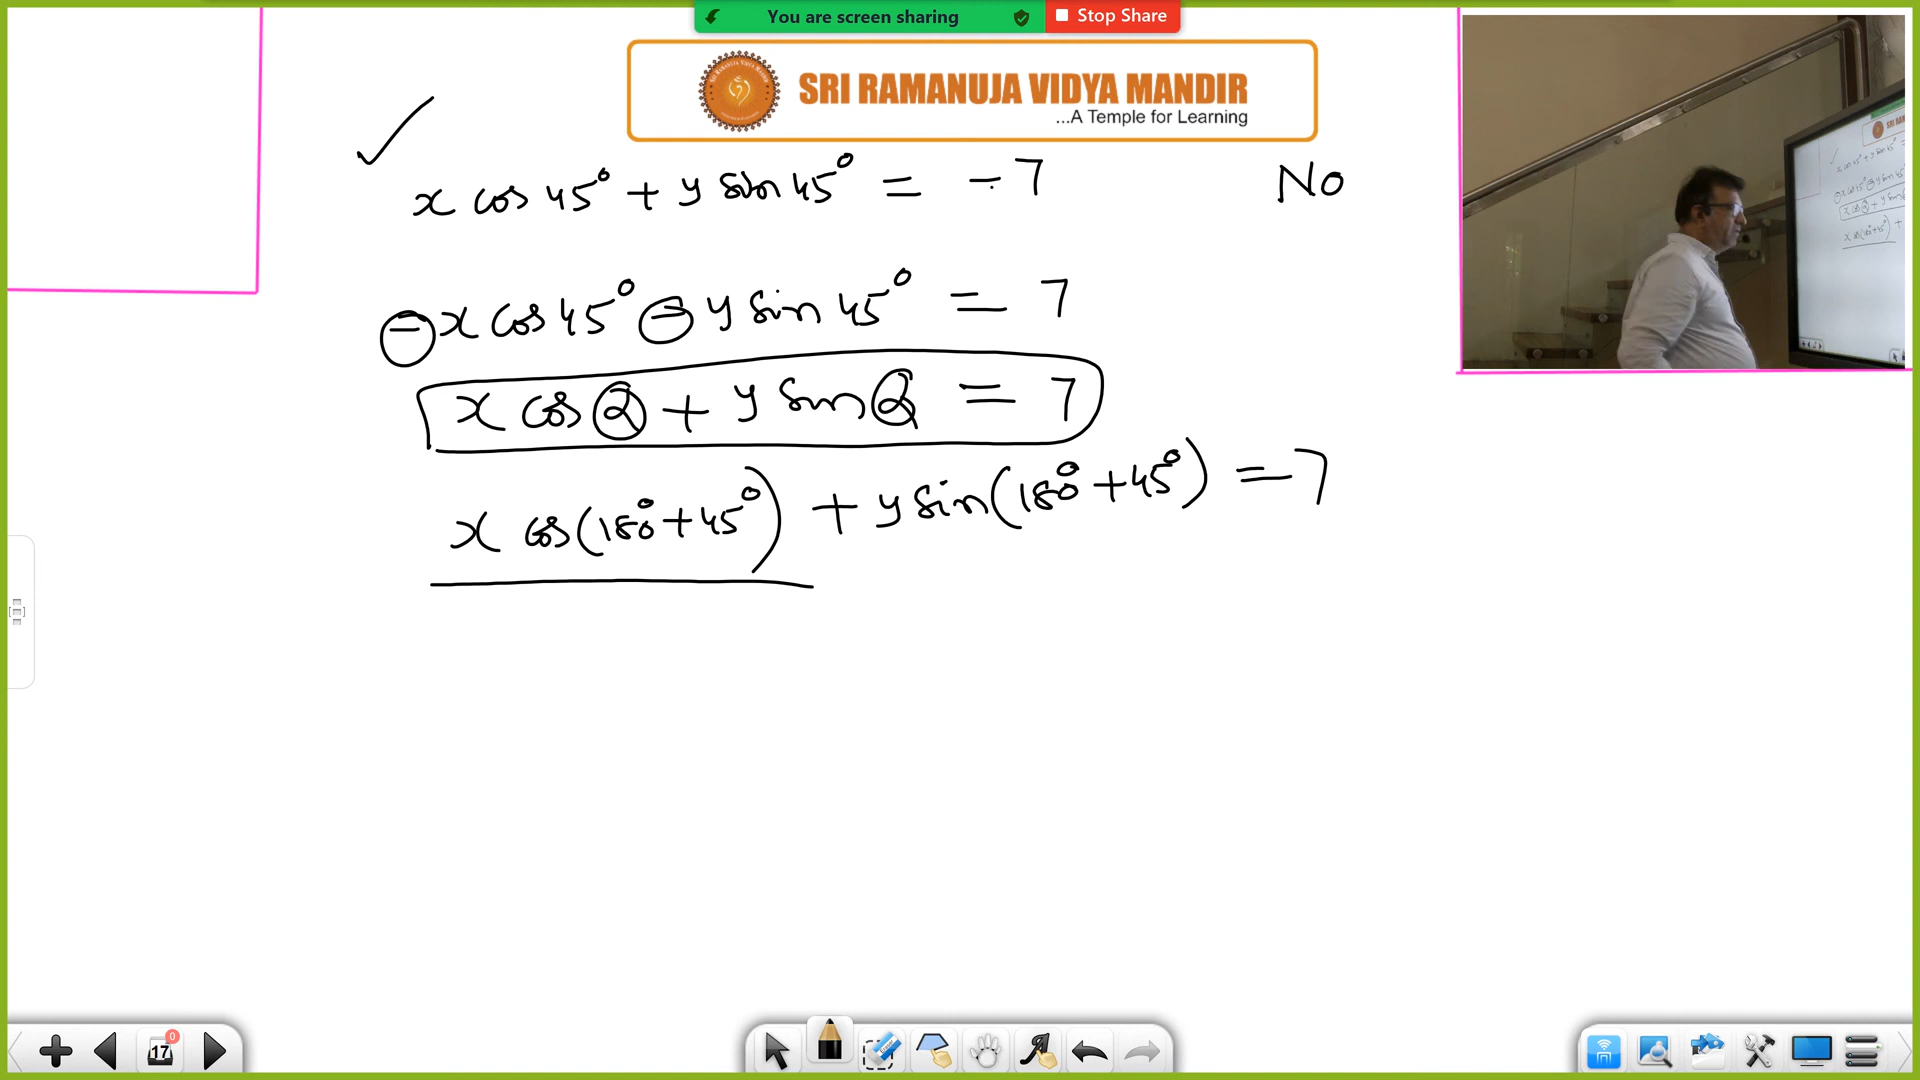 You are screen sharing
Stop Share
SRI RAMANUJA VIDYA MANDIR
...A Temple for Learning
x cos 45° + y sin 45° = -7 No
-x cos 45° - y sin 45° = 7
x cos α + y sin α = 7
x cos(180° + 45°) + y sin(180° + 45°) = 7
17
0